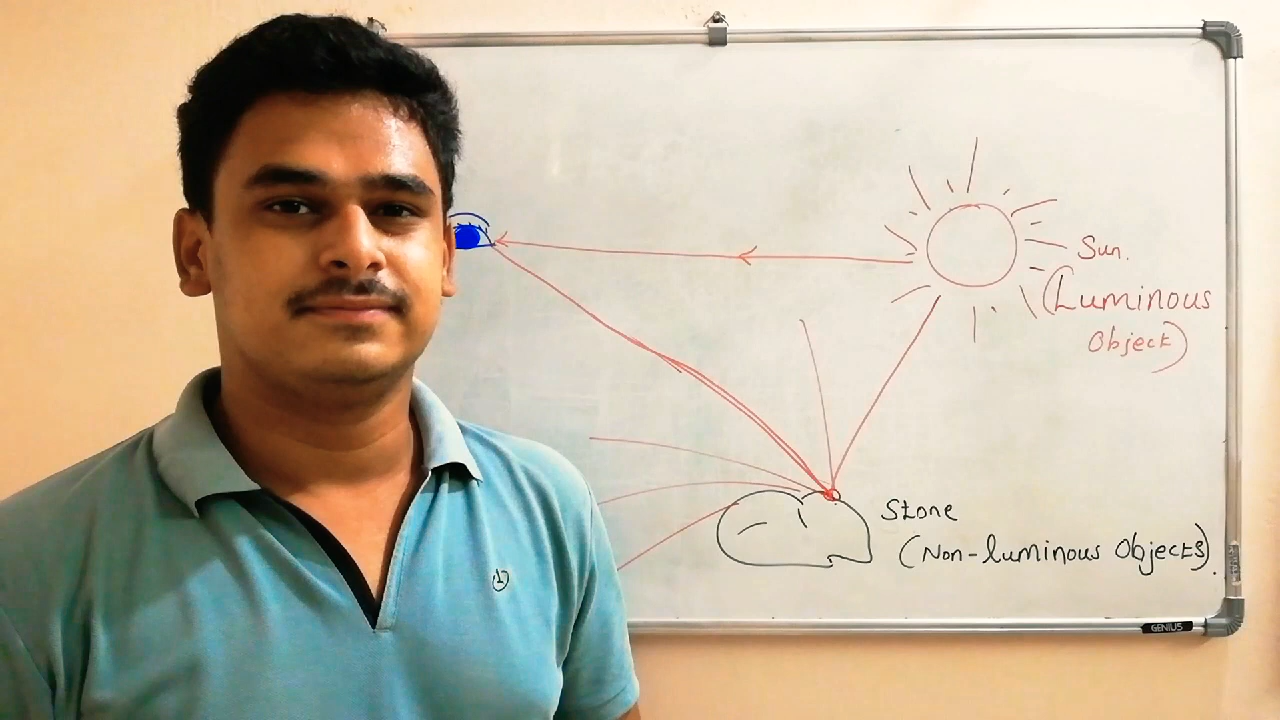 Sun.
(Luminous
Object)
Stone
(Non-luminous Objects).
GENIUS